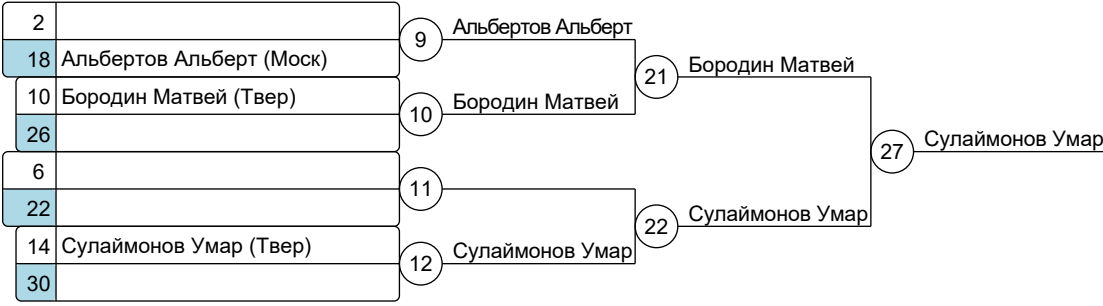 2
9
Альбертов Альберт
18 Альбертов Альберт (Моск)
21
Бородин Матвей
10 Бородин Матвей (Твер)
10
Бородин Матвей
26
27
Сулаймонов Умар
6
11
22
22
Сулаймонов Умар
14 Сулаймонов Умар (Твер)
12
Сулаймонов Умар
30